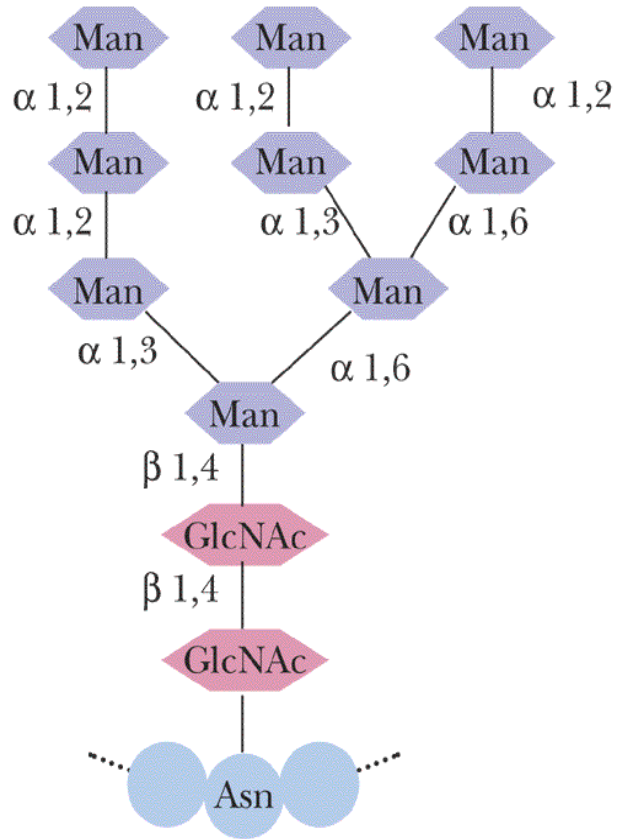 Man Man Man
α 1,2 α 1,2 α 1,2
Man Man Man
α 1,2 α 1,3 α 1,6
Man Man
α 1,3 α 1,6
Man
β 1,4
GlcNAc
β 1,4
GlcNAc
Asn